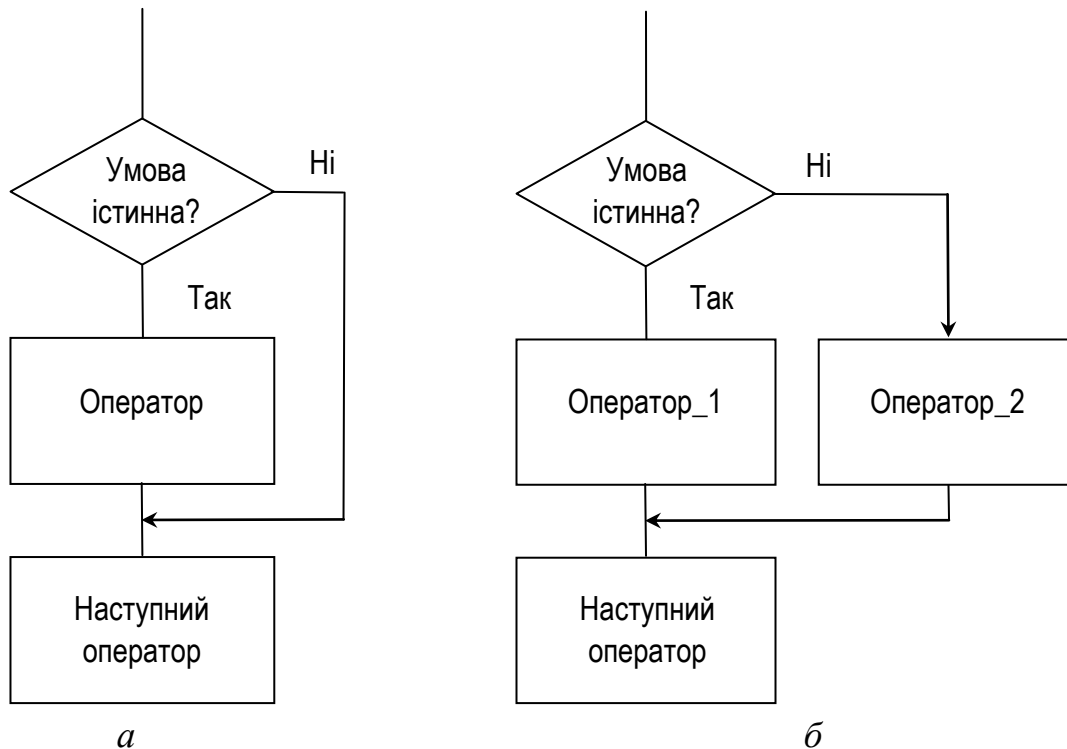 Умова
істинна?
Ні
Так
Оператор
Наступний
оператор
а
Умова
істинна?
Ні
Так
Оператор_1
Оператор_2
Наступний
оператор
б